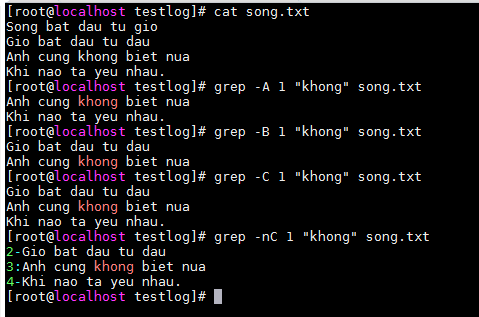 [root@localhost testlog]# cat song.txt
Song bat dau tu gio
Gio bat dau tu dau
Anh cung khong biet nua
Khi nao ta yeu nhau.
[root@localhost testlog]# grep -A 1 "khong" song.txt
Anh cung khong biet nua
Khi nao ta yeu nhau.
[root@localhost testlog]# grep -B 1 "khong" song.txt
Gio bat dau tu dau
Anh cung khong biet nua
[root@localhost testlog]# grep -C 1 "khong" song.txt
Gio bat dau tu dau
Anh cung khong biet nua
Khi nao ta yeu nhau.
[root@localhost testlog]# grep -nC 1 "khong" song.txt
2-Gio bat dau tu dau
3:Anh cung khong biet nua
4-Khi nao ta yeu nhau.
[root@localhost testlog]#